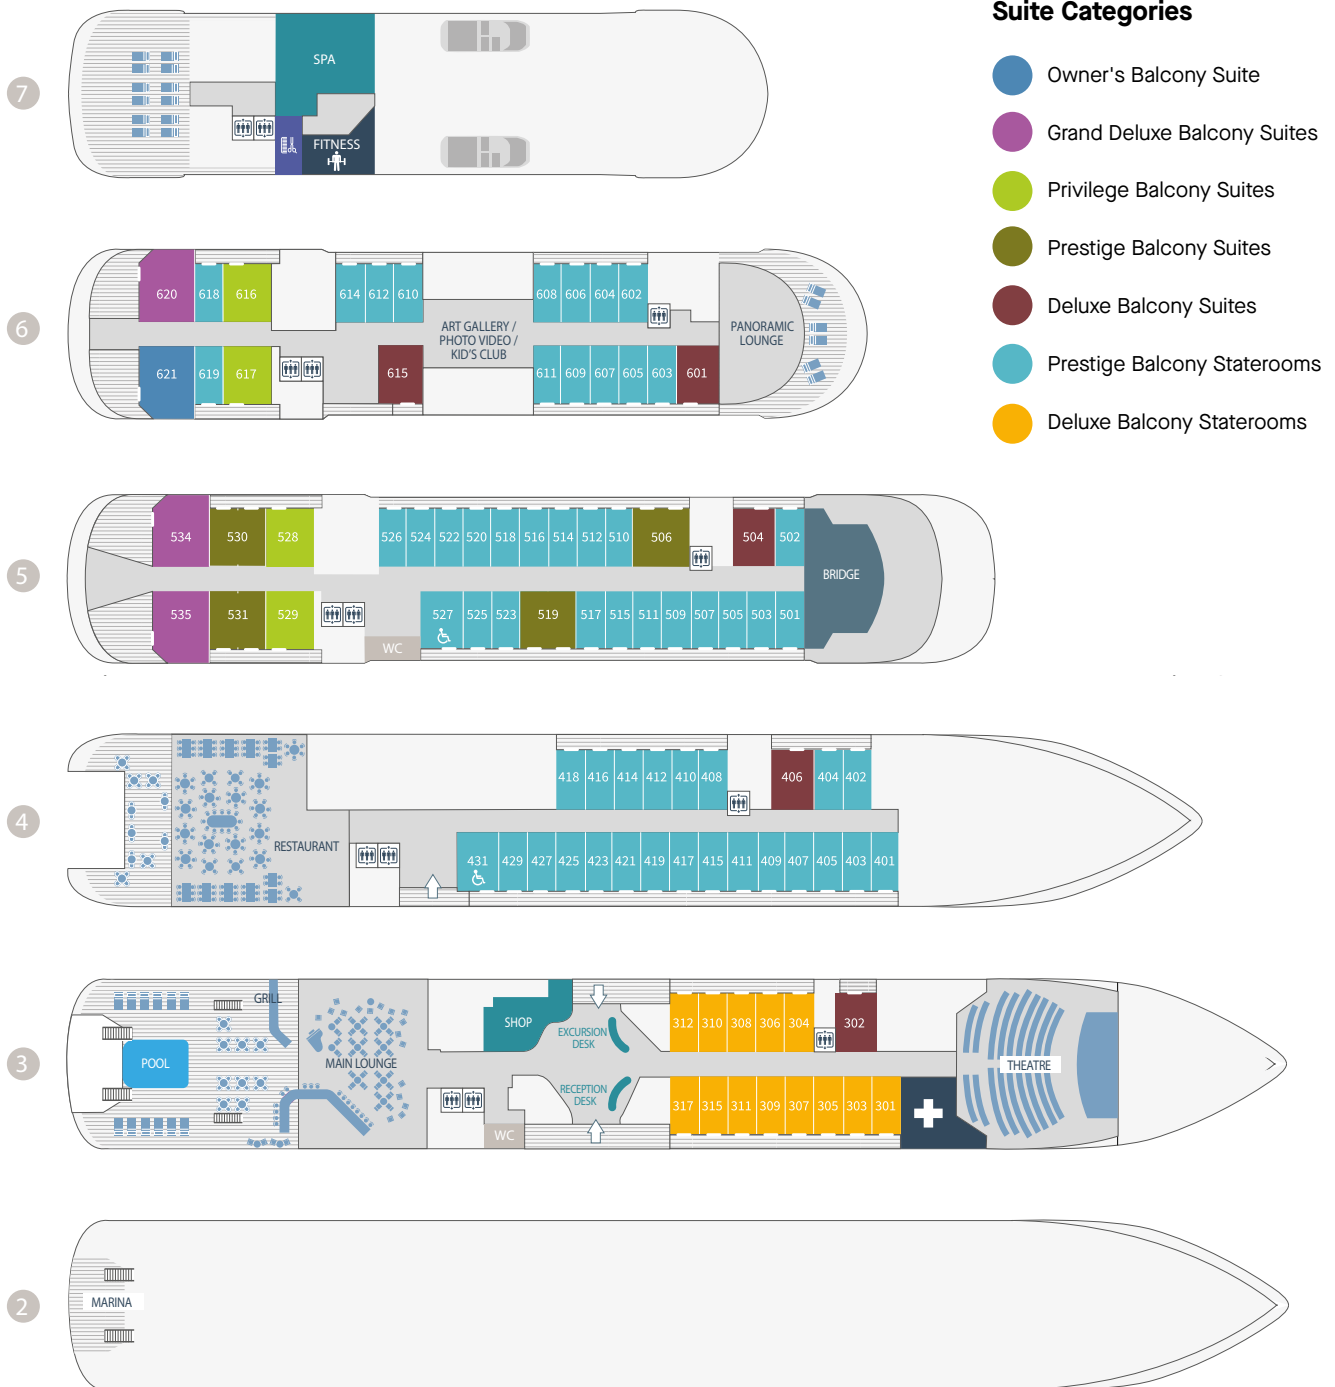 Suite Categories
Owner's Balcony Suite
Grand Deluxe Balcony Suites
Privilege Balcony Suites
Prestige Balcony Suites
Deluxe Balcony Suites
Prestige Balcony Staterooms
Deluxe Balcony Staterooms
7
SPA
FITNESS
6
620 618 616 614 612 610 608 606 604 602
ART GALLERY /
PHOTO VIDEO /
KID'S CLUB
PANORAMIC
LOUNGE
621 619 617 615 611 609 607 605 603 601
5
534 530 528 526 524 522 520 518 516 514 512 510 506 504 502
BRIDGE
535 531 529 527 525 523 519 517 515 511 509 507 505 503 501
WC
4
418 416 414 412 410 408 406 404 402
RESTAURANT
431 429 427 425 423 421 419 417 415 411 409 407 405 403 401
3
GRILL
SHOP
EXCURSION
DESK
312 310 308 306 304 302
POOL
MAIN LOUNGE
THEATRE
RECEPTION
DESK
317 315 311 309 307 305 303 301
WC
2
MARINA